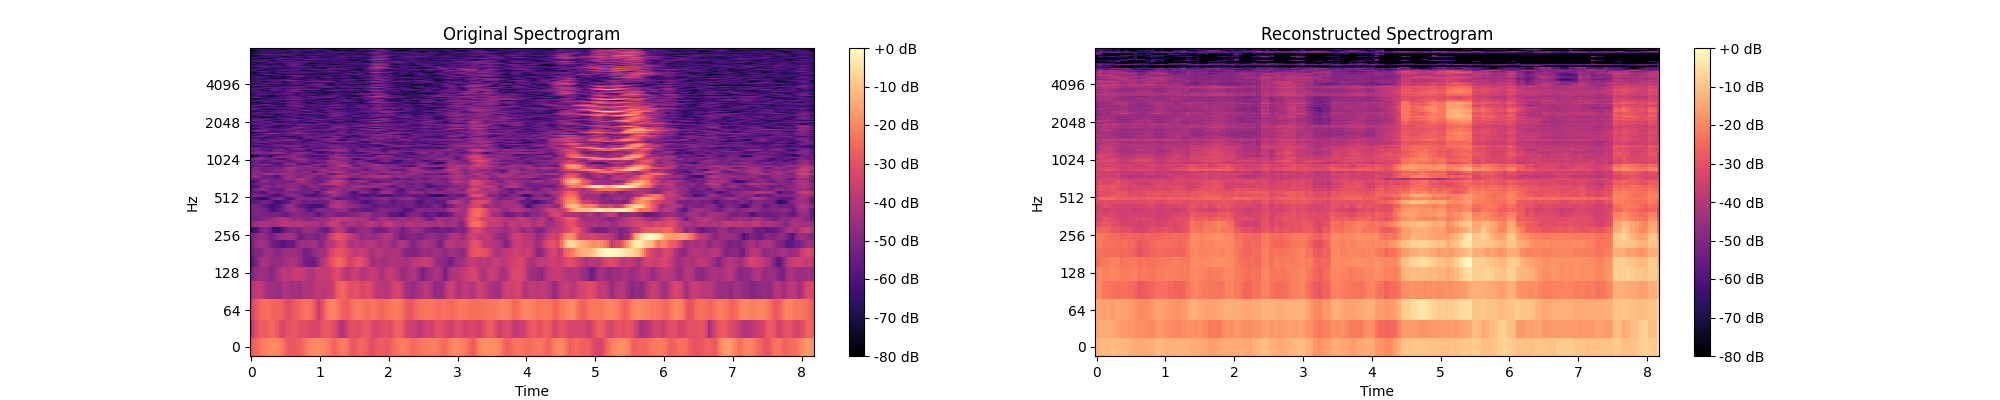 Original Spectrogram
Hz
4096
2048
1024
512
256
128
64
0
0 1 2 3 4 5 6 7 8
Time
+0 dB
-10 dB
-20 dB
-30 dB
-40 dB
-50 dB
-60 dB
-70 dB
-80 dB
Reconstructed Spectrogram
Hz
4096
2048
1024
512
256
128
64
0
0 1 2 3 4 5 6 7 8
Time
+0 dB
-10 dB
-20 dB
-30 dB
-40 dB
-50 dB
-60 dB
-70 dB
-80 dB